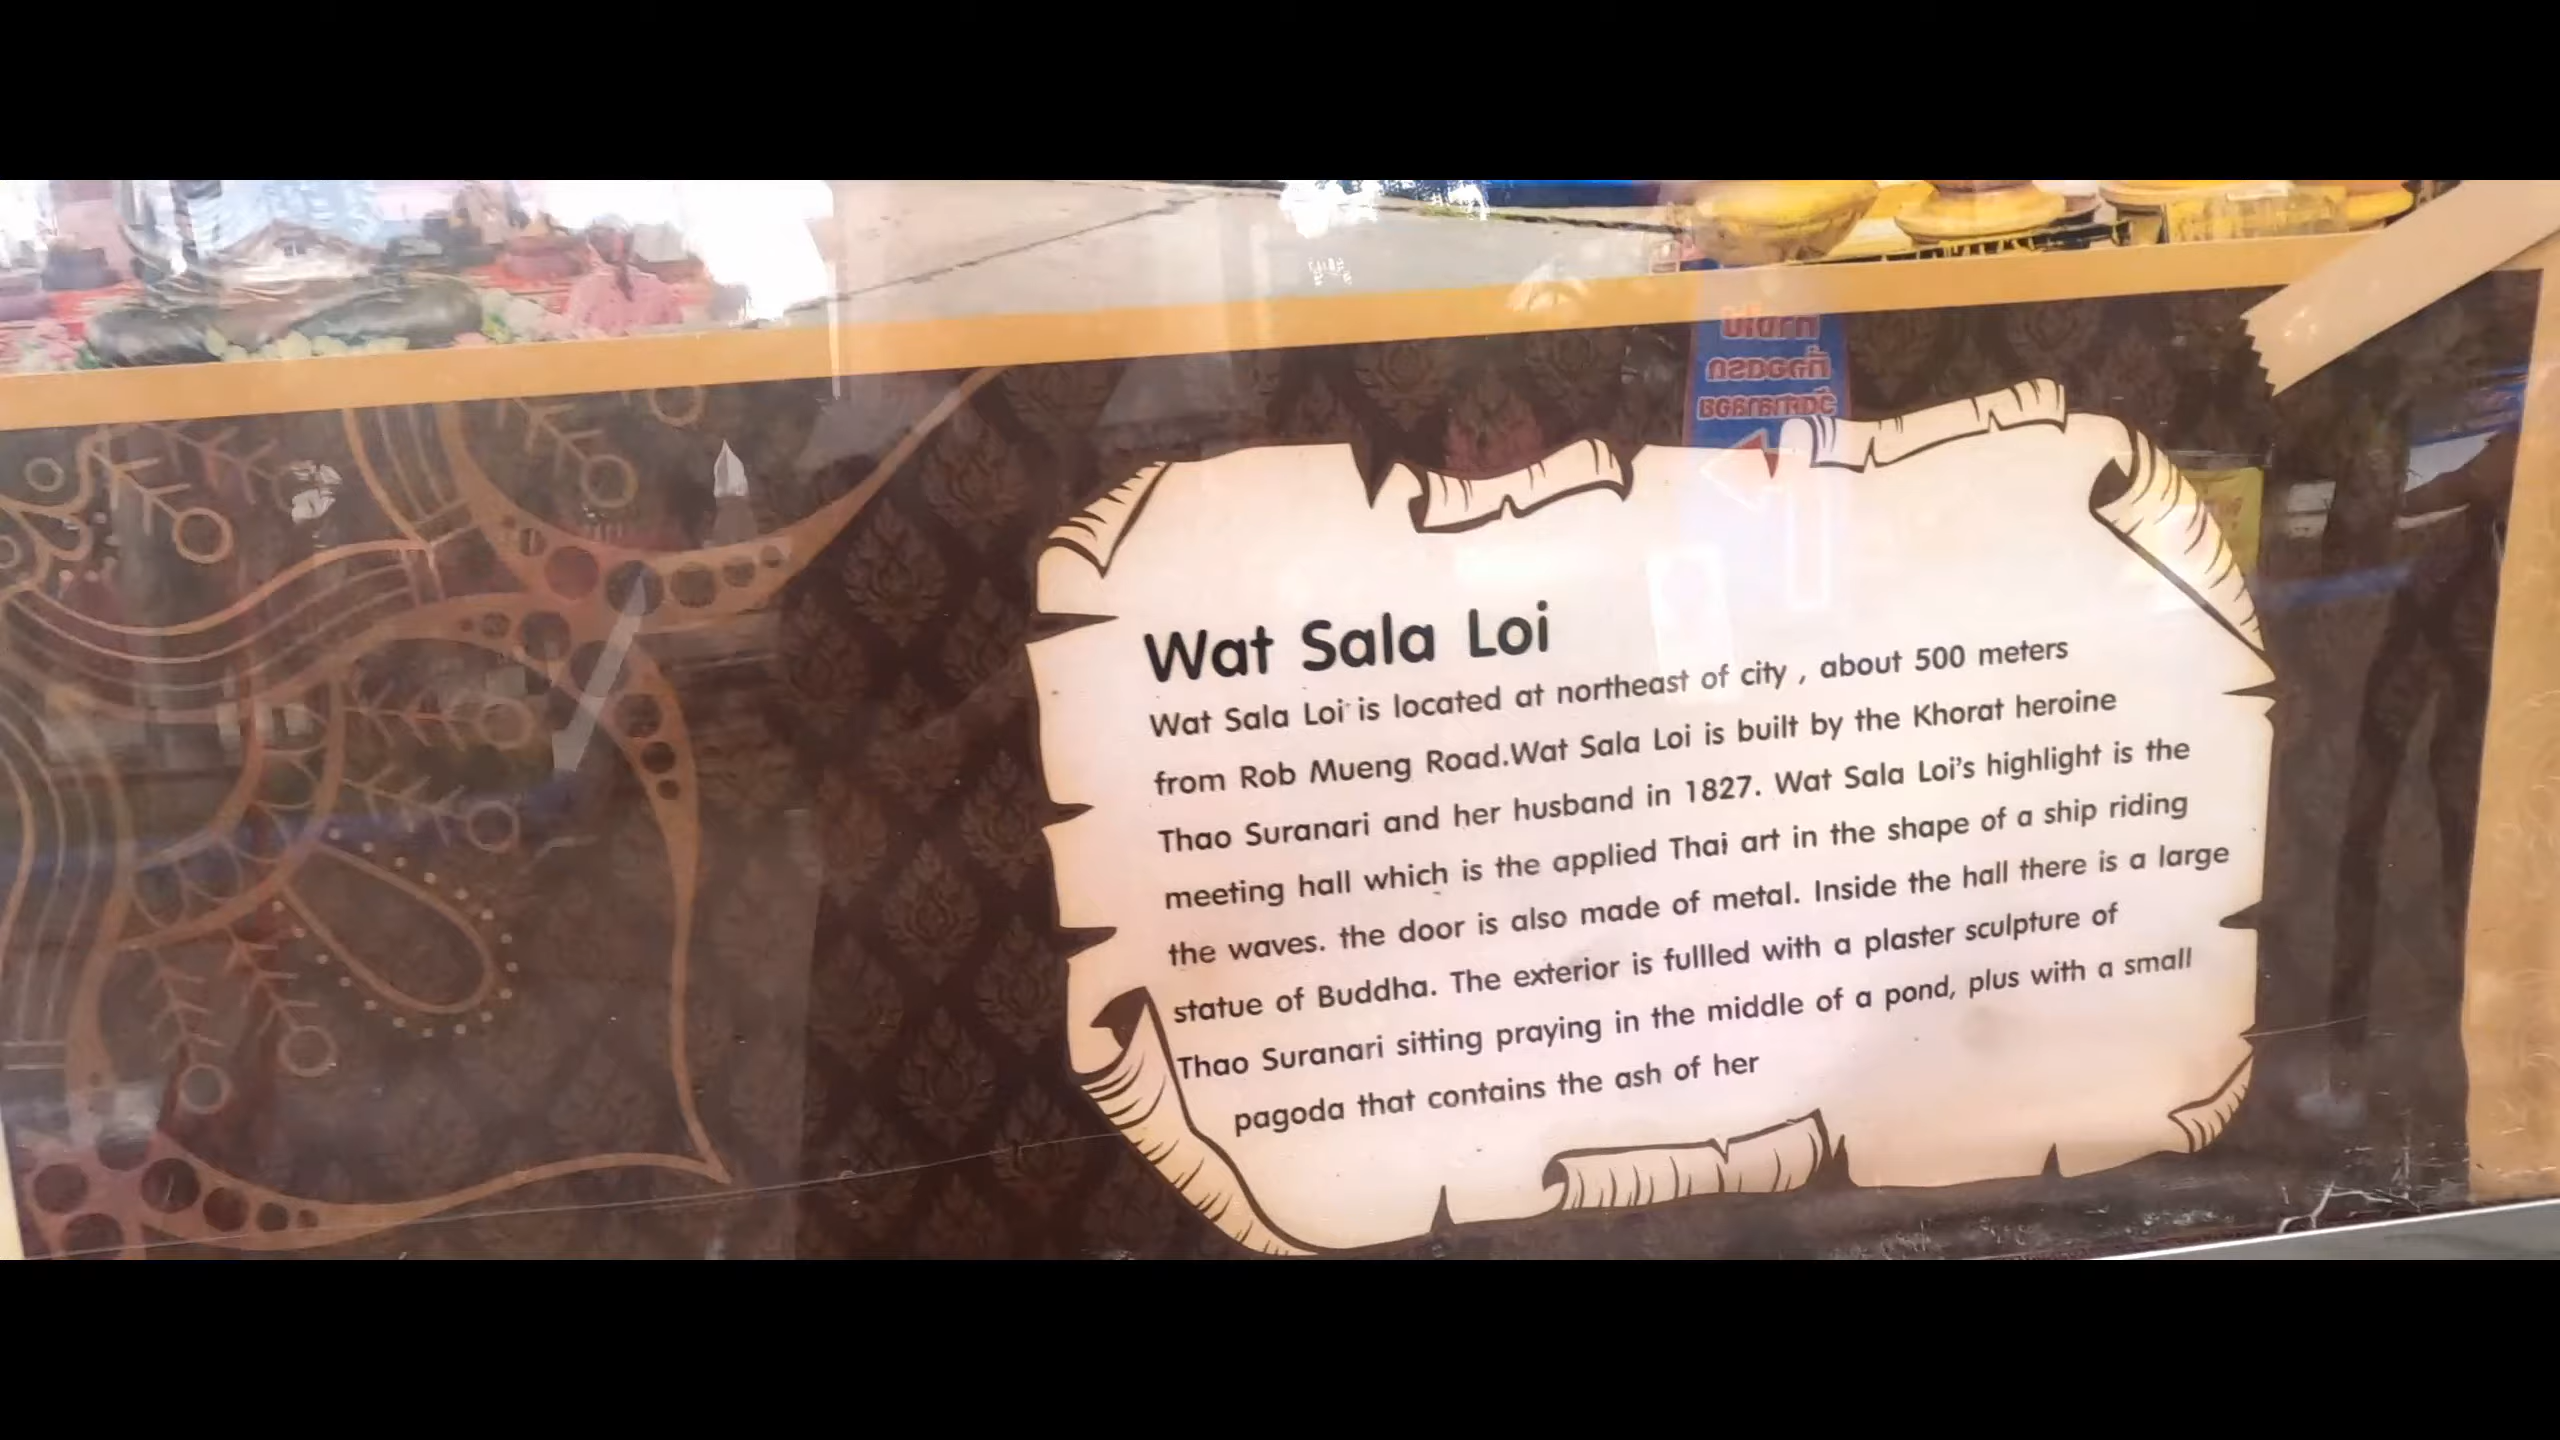 Wat Sala Loi
Wat Sala Loi is located at northeast of city , about 500 meters
from Rob Mueng Road.Wat Sala Loi is built by the Khorat heroine
Thao Suranari and her husband in 1827. Wat Sala Loi's highlight is the
meeting hall which is the applied Thai art in the shape of a ship riding
the waves. the door is also made of metal. Inside the hall there is a large
statue of Buddha. The exterior is fullled with a plaster sculpture of
Thao Suranari sitting praying in the middle of a pond, plus with a small
pagoda that contains the ash of her